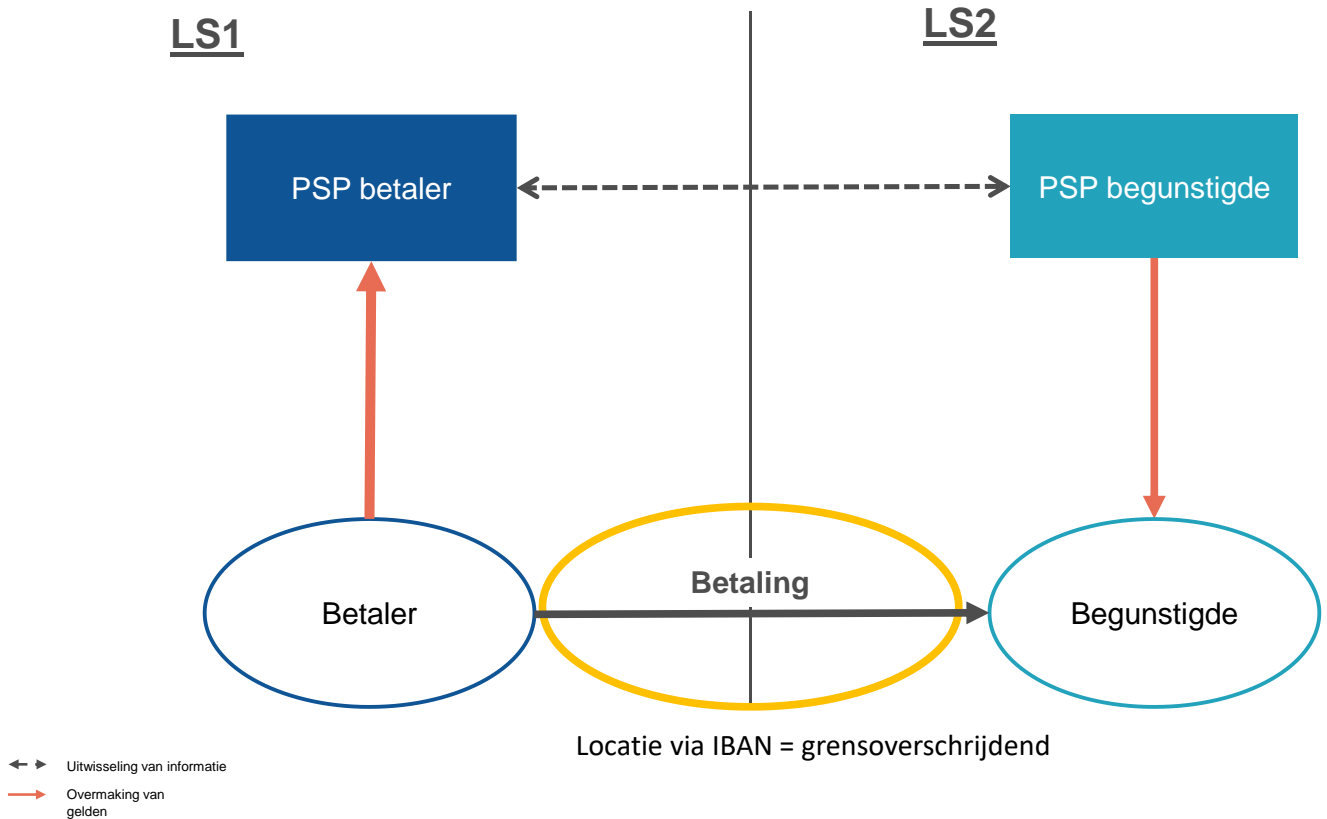 LS1
LS2
PSP betaler
PSP begunstigde
Betaling
Betaler
Begunstigde
Locatie via IBAN = grensoverschrijdend
Uitwisseling van informatie
Overmaking van
gelden